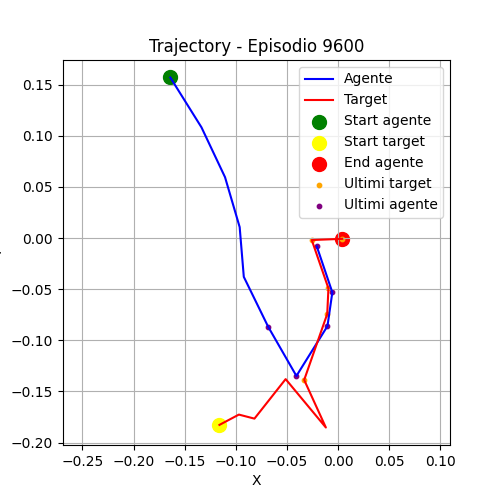 Trajectory - Episodio 9600
Agente
Target
Start agente
Start target
End agente
Ultimi target
Ultimi agente
0.15
0.10
0.05
0.00
−0.05
−0.10
−0.15
−0.20
−0.25 −0.20 −0.15 −0.10 −0.05 0.00 0.05 0.10
X